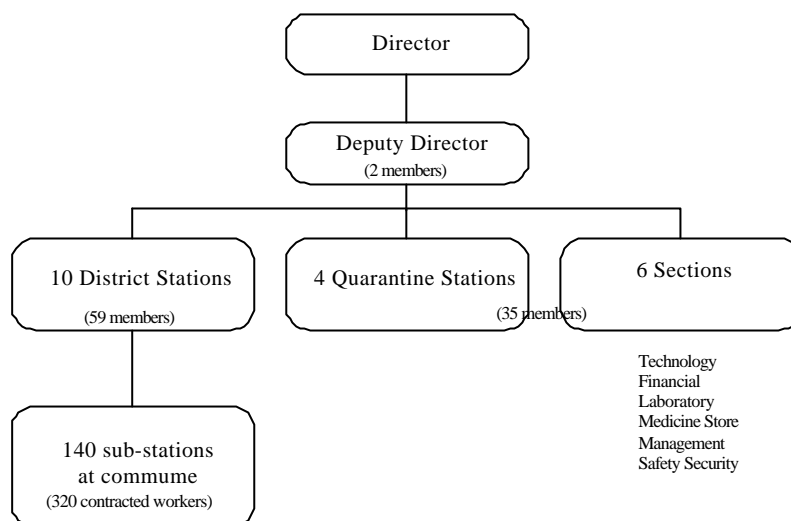 Director
Deputy Director
(2 members)
10 District Stations
(59 members)
4 Quarantine Stations
(35 members)
6 Sections
Technology
Financial
Laboratory
Medicine Store
Management
Safety Security
140 sub-stations
at commume
(320 contracted workers)